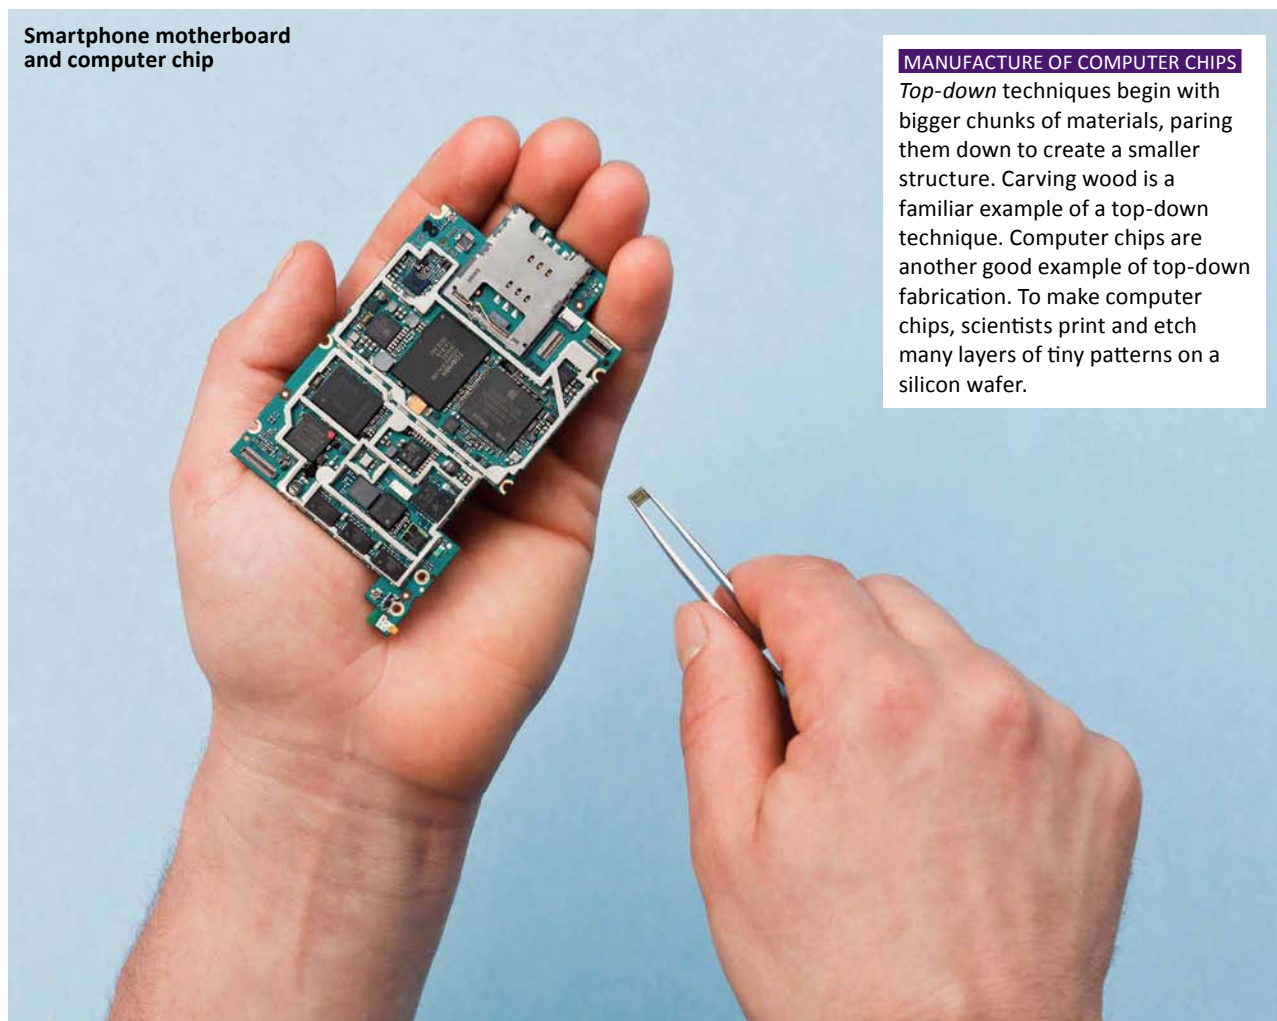 Smartphone motherboard
and computer chip
MANUFACTURE OF COMPUTER CHIPS
Top-down techniques begin with
bigger chunks of materials, paring
them down to create a smaller
structure. Carving wood is a
familiar example of a top-down
technique. Computer chips are
another good example of top-down
fabrication. To make computer
chips, scientists print and etch
many layers of tiny patterns on a
silicon wafer.
TOSHIBA